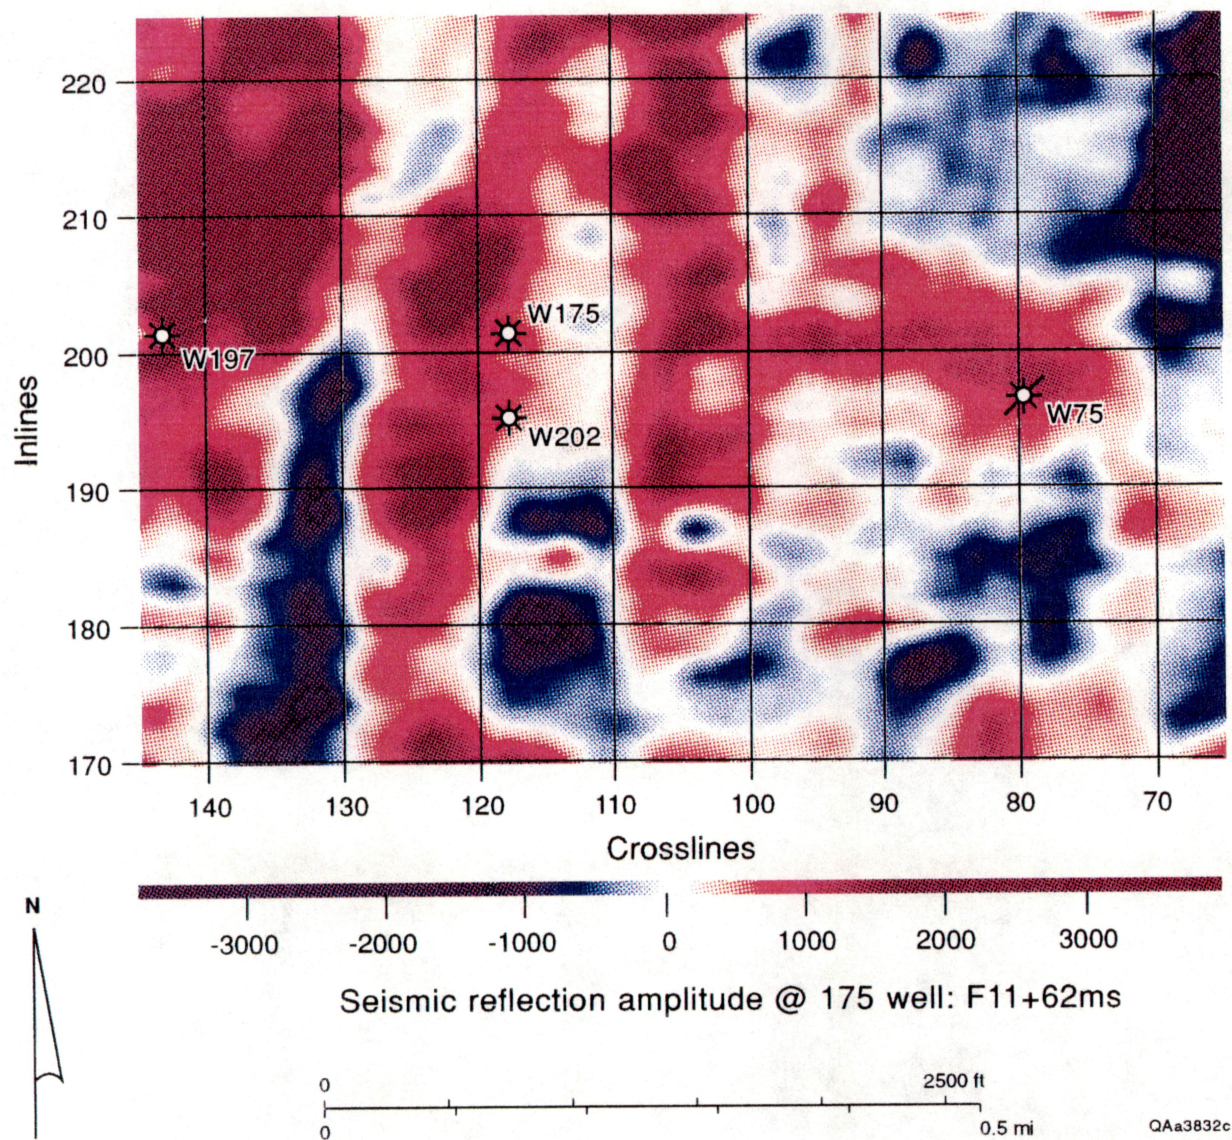 220
210
200
190
180
170
Inlines
W175
W197
W202
W75
140 130 120 110 100 90 80 70
Crosslines
-3000 -2000 -1000 0 1000 2000 3000
N
Seismic reflection amplitude @ 175 well: F11+62ms
0 2500 ft
0 0.5 mi
QAa3832c